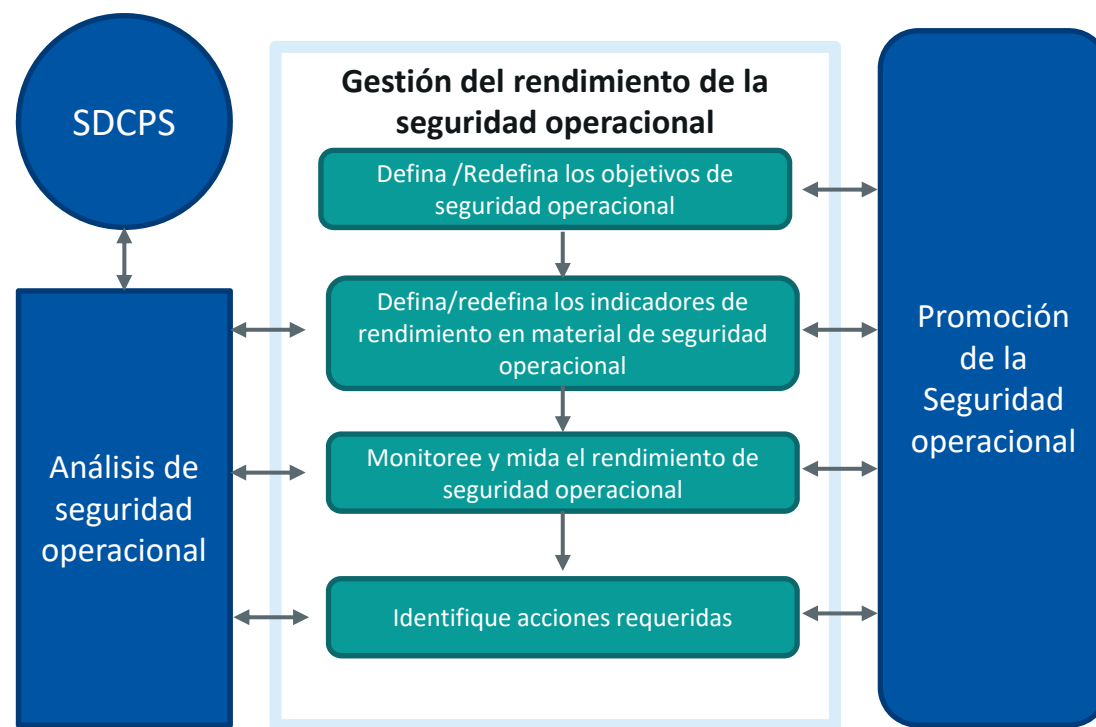 SDCPS
Gestión del rendimiento de la
seguridad operacional
Defina /Redefina los objetivos de
seguridad operacional
Defina/redefina los indicadores de
rendimiento en material de seguridad
operacional
Monitoree y mida el rendimiento de
seguridad operacional
Identifique acciones requeridas
Análisis de
seguridad
operacional
Promoción
de la
Seguridad
operacional